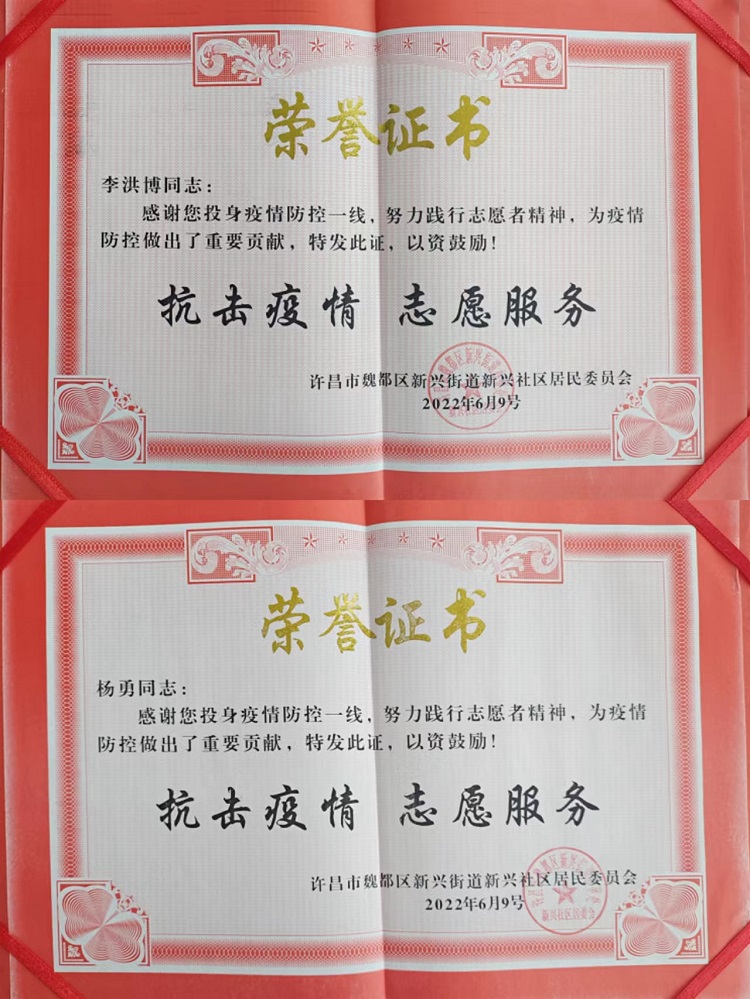 荣誉证书
李洪博同志：
感谢您投身疫情防控一线，努力践行志愿者精神，为疫情
防控做出了重要贡献，特发此证，以资鼓励！
抗击疫情 志愿服务
许昌市魏都区新兴街道新兴社区居民委员会
2022年6月9号
荣誉证书
杨勇同志：
感谢您投身疫情防控一线，努力践行志愿者精神，为疫情
防控做出了重要贡献，特发此证，以资鼓励！
抗击疫情 志愿服务
许昌市魏都区新兴街道新兴社区居民委员会
2022年6月9号
新兴社区居委会